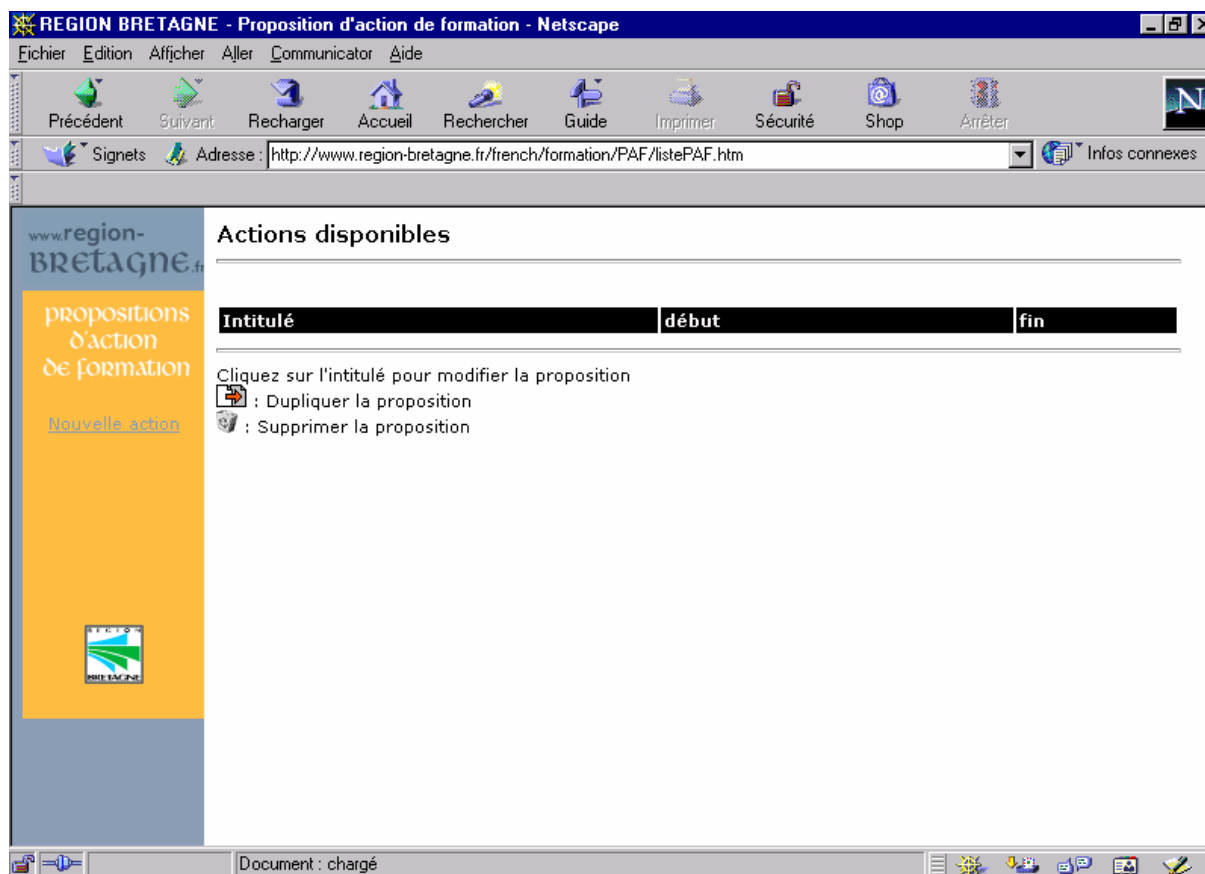 REGION BRETAGNE - Proposition d'action de formation - Netscape
Fichier Edition Afficher Aller Communicator Aide
Précédent Suivant Recharger Accueil Rechercher Guide Imprimer Sécurité Shop Arrêter
N
Signets Adresse : http://www.region-bretagne.fr/french/formation/PAF/listePAF.htm Infos connexes
www.region-
BRETAGNE.fr
Actions disponibles
propositions
d'action
de formation
Intitulé début fin
Cliquez sur l'intitulé pour modifier la proposition
: Dupliquer la proposition
Nouvelle action
: Supprimer la proposition
REGION
BRETAGNE
Document : chargé